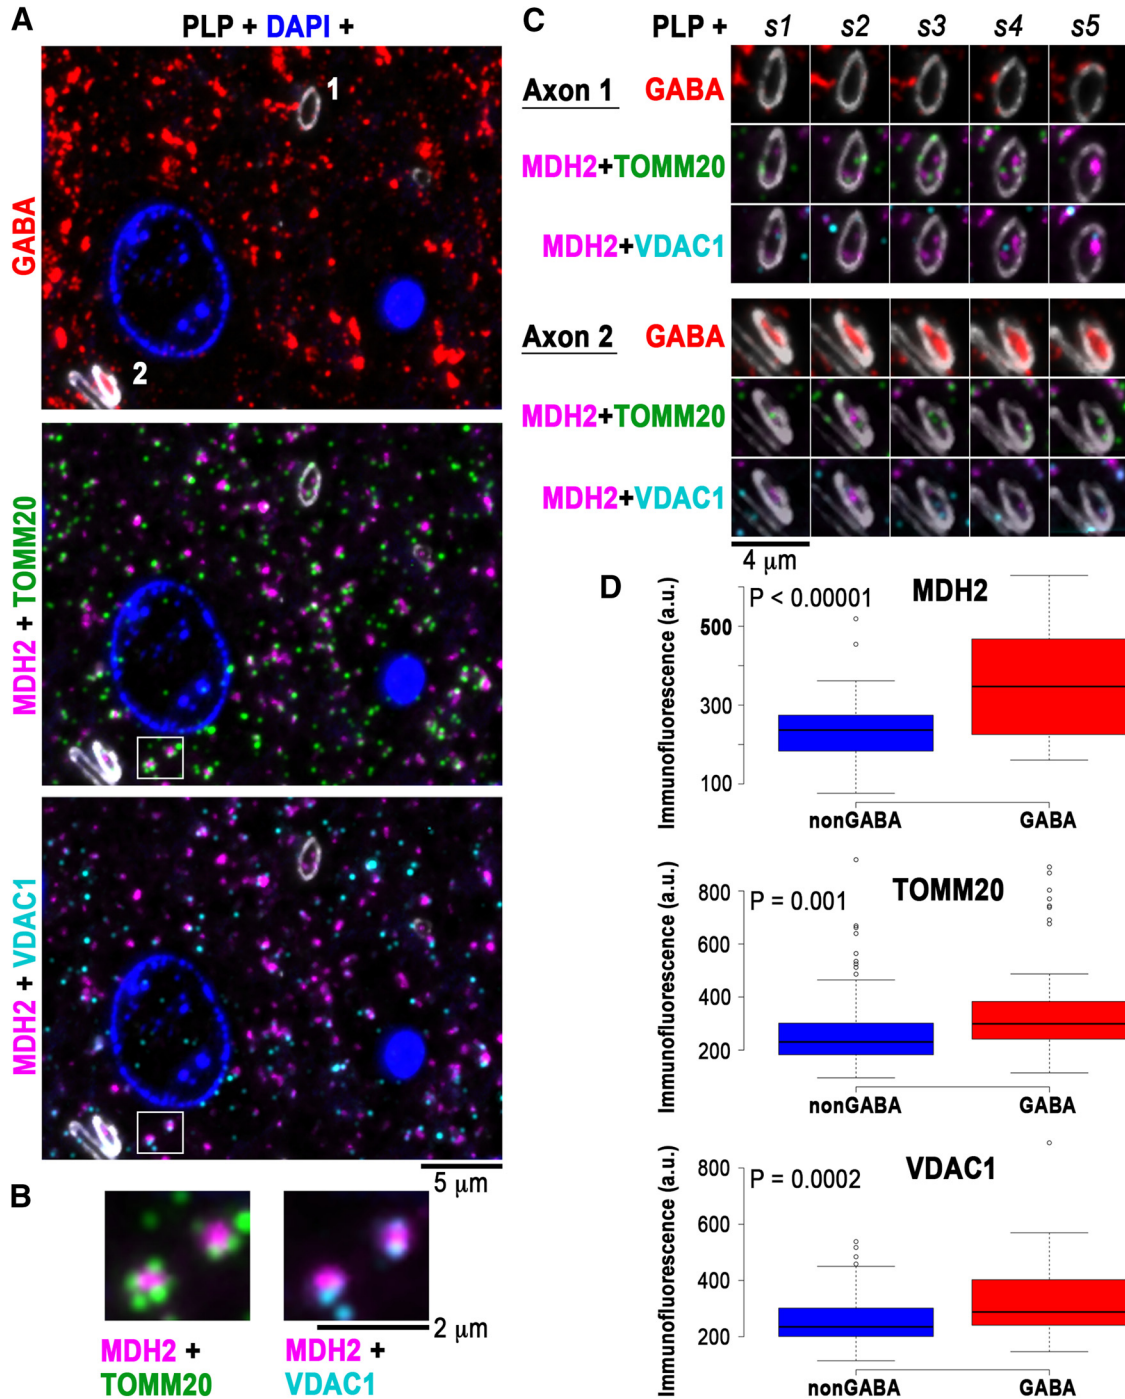 A
PLP + DAPI +
GABA
1
2
MDH2 + TOMM20
MDH2 + VDAC1
5 μm
B
MDH2 +
TOMM20
MDH2 +
VDAC1
2 μm
C
PLP + s1 s2 s3 s4 s5
Axon 1 GABA
MDH2+TOMM20
MDH2+VDAC1
Axon 2 GABA
MDH2+TOMM20
MDH2+VDAC1
4 μm
D
MDH2
P < 0.00001
Immunofluorescence (a.u.)
500
300
100
nonGABA GABA
TOMM20
P = 0.001
Immunofluorescence (a.u.)
800
600
400
200
nonGABA GABA
VDAC1
P = 0.0002
Immunofluorescence (a.u.)
800
600
400
200
nonGABA GABA